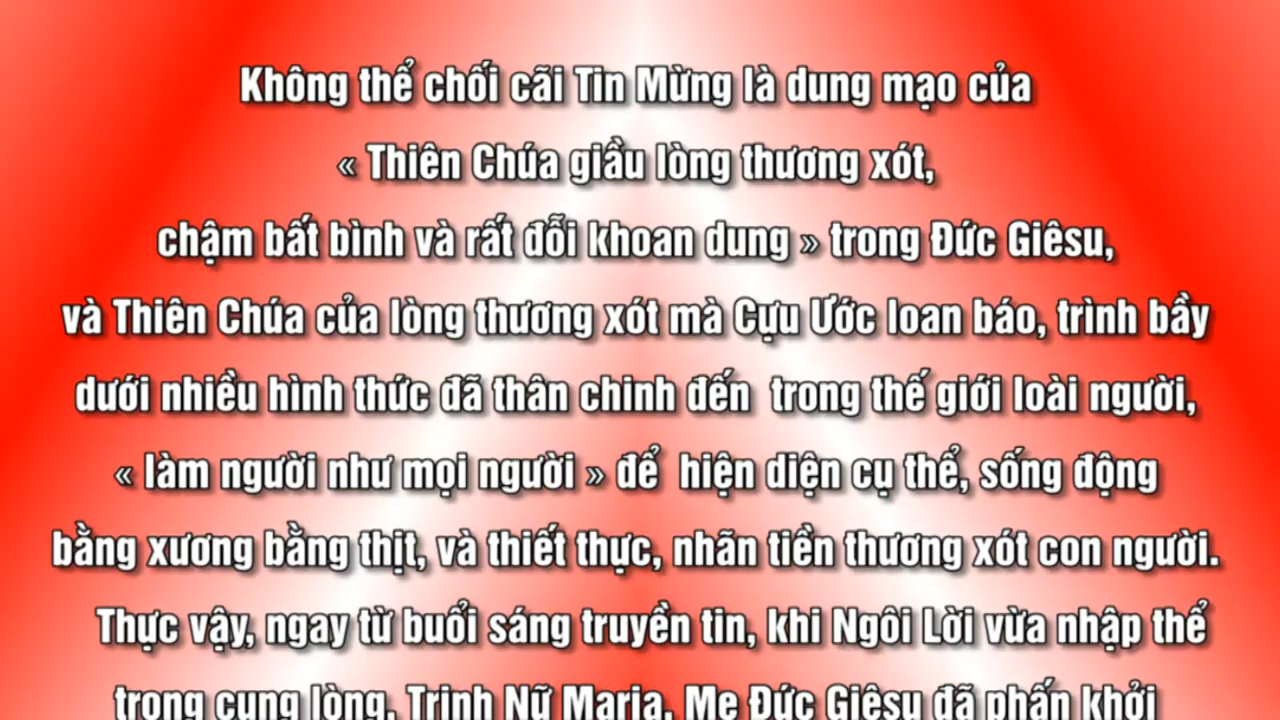 Không thể chối cãi Tin Mừng là dung mạo của
« Thiên Chúa giầu lòng thương xót,
chậm bất bình và rất đỗi khoan dung » trong Đức Giêsu,
và Thiên Chúa của lòng thương xót mà Cựu Ước loan báo, trình bầy
dưới nhiều hình thức đã thân chinh đến trong thế giới loài người,
« làm người như mọi người » để hiện diện cụ thể, sống động
bằng xương bằng thịt, và thiết thực, nhãn tiền thương xót con người.
Thực vậy, ngay từ buổi sáng truyền tin, khi Ngôi Lời vừa nhập thể
trong cung lòng, Trinh Nữ Maria, Mẹ Đức Giêsu đã phấn khởi